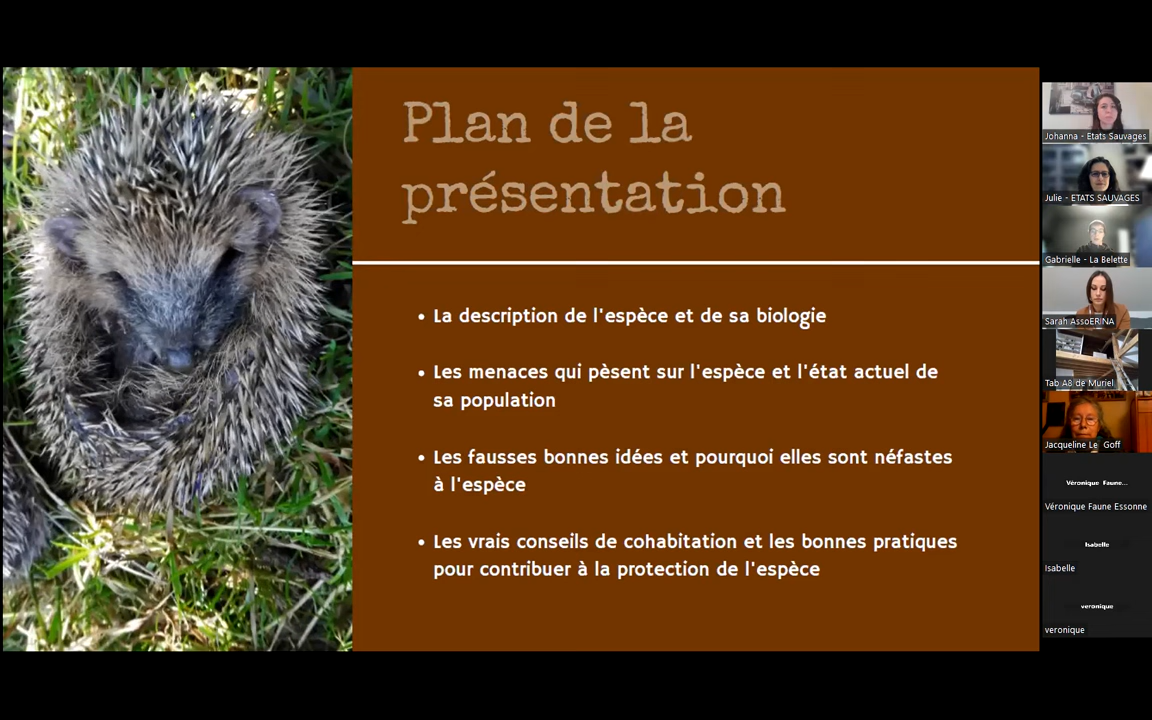 Plan de la
présentation
• La description de l'espèce et de sa biologie
• Les menaces qui pèsent sur l'espèce et l'état actuel de
sa population
• Les fausses bonnes idées et pourquoi elles sont néfastes
à l'espèce
• Les vrais conseils de cohabitation et les bonnes pratiques
pour contribuer à la protection de l'espèce
Johanna - Etats Sauvages
Julie - ETATS SAUVAGES
Gabrielle - La Belette
Sarah AssoERINA
Tab A8 de Muriel
Jacqueline Le Goff
Véronique Faune...
Véronique Faune Essonne
Isabelle
Isabelle
veronique
veronique